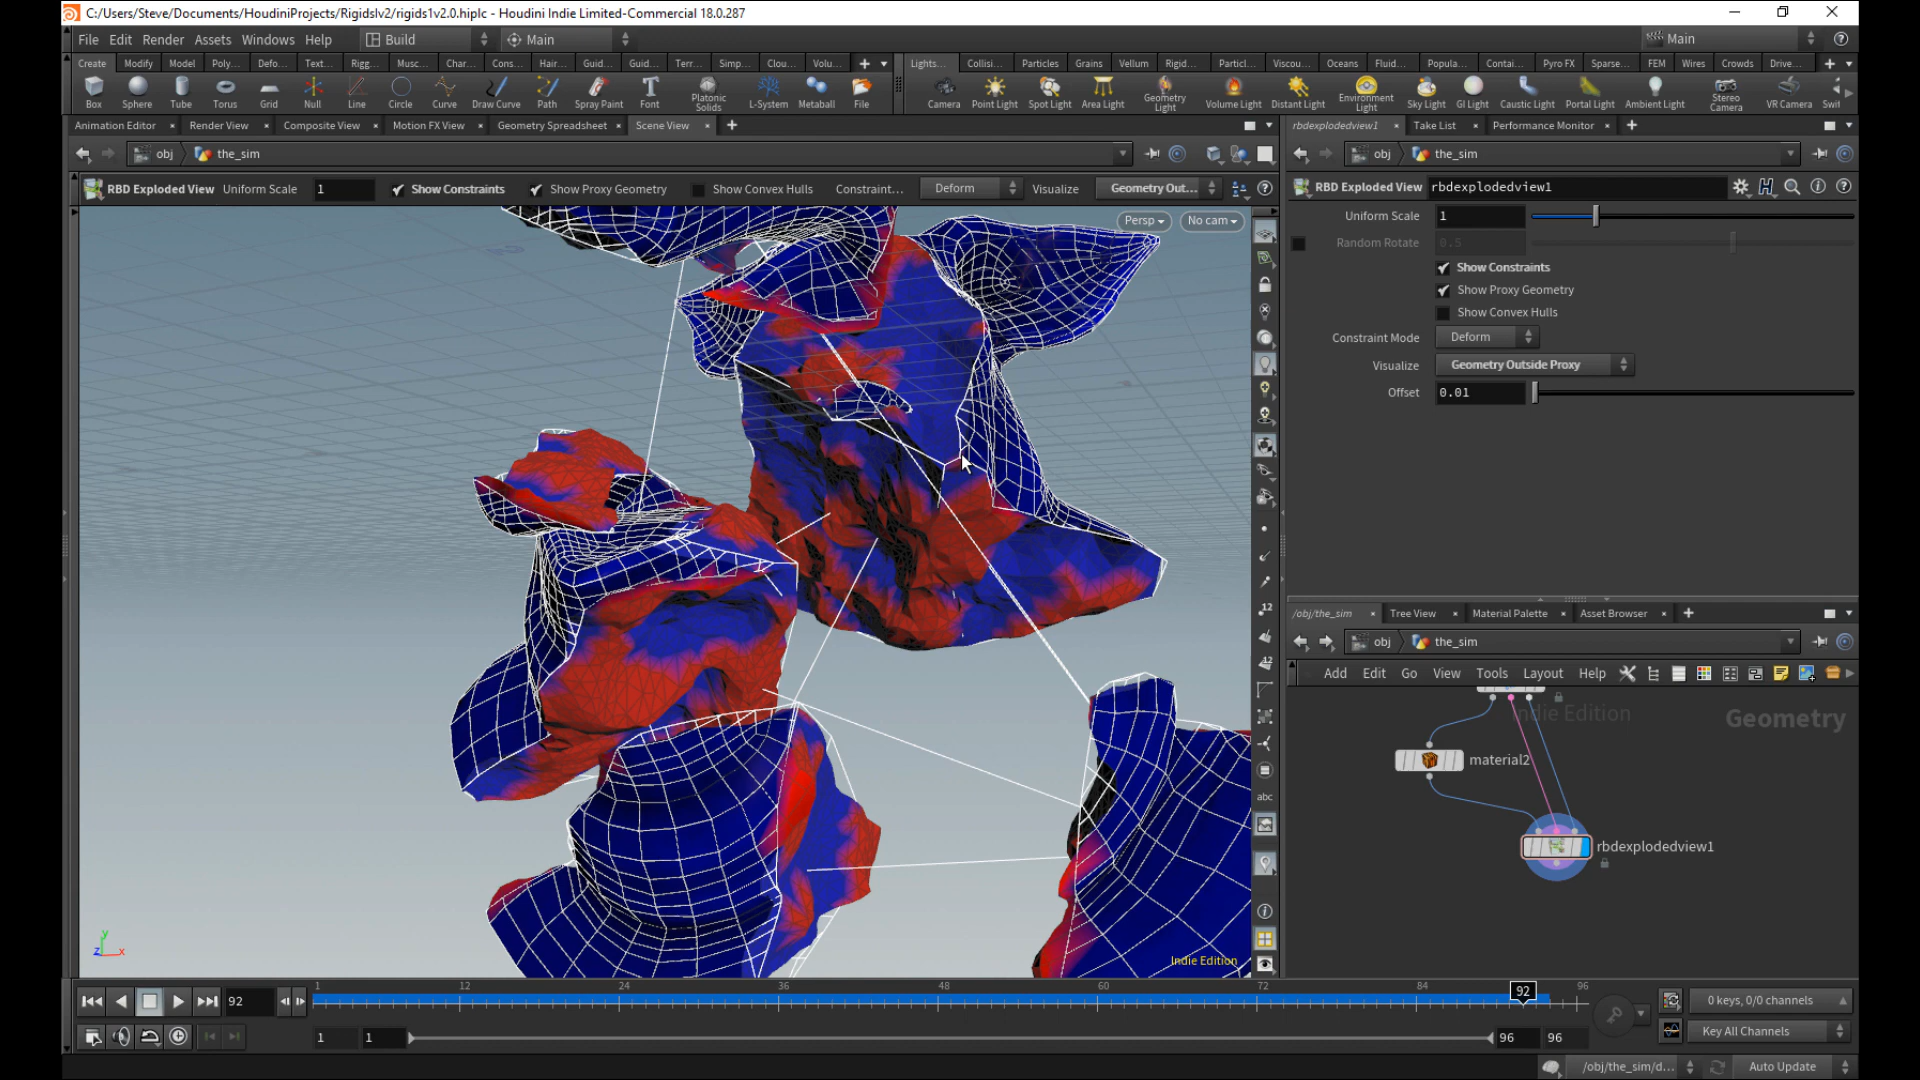 C:/Users/Steve/Documents/HoudiniProjects/Rigidslv2/rigids1v2.0.hiplc - Houdini Indie Limited-Commercial 18.0.287
File Edit Render Assets Windows Help Build Main Main
Create Modify Model Poly... Defo... Text... Rigg... Musc... Char... Cons... Hair... Guid... Guid... Terr... Simp... Clou... Volu... Lights... Collisi... Particles Grains Vellum Rigid... Particl... Viscou... Oceans Fluid... Popula... Contai... Pyro FX Sparse... FEM Wires Crowds Drive...
Box Sphere Tube Torus Grid Null Line Circle Curve Draw Curve Path Spray Paint Font Platonic Solids L-System Metaball File Camera Point Light Spot Light Area Light Geometry Light Volume Light Distant Light Environment Light Sky Light GI Light Caustic Light Portal Light Ambient Light Stereo Camera VR Camera Swit
Animation Editor Render View Composite View Motion FX View Geometry Spreadsheet Scene View rbdexplodedview1 Take List Performance Monitor
obj the_sim obj the_sim
RBD Exploded View Uniform Scale 1 Show Constraints Show Proxy Geometry Show Convex Hulls Constraint... Deform Visualize Geometry Out...
RBD Exploded View rbdexplodedview1
Persp No cam
Uniform Scale 1
Random Rotate 0.5
Show Constraints
Show Proxy Geometry
Show Convex Hulls
Constraint Mode Deform
Visualize Geometry Outside Proxy
Offset 0.01
/obj/the_sim Tree View Material Palette Asset Browser
obj the_sim
Add Edit Go View Tools Layout Help
Indie Edition Geometry
material2
rbdexplodedview1
12
12
abc
y
z x
Indie Edition
92 1 12 24 36 48 60 72 84 92 96 0 keys, 0/0 channels
1 1 96 96 Key All Channels
/obj/the_sim/d... Auto Update